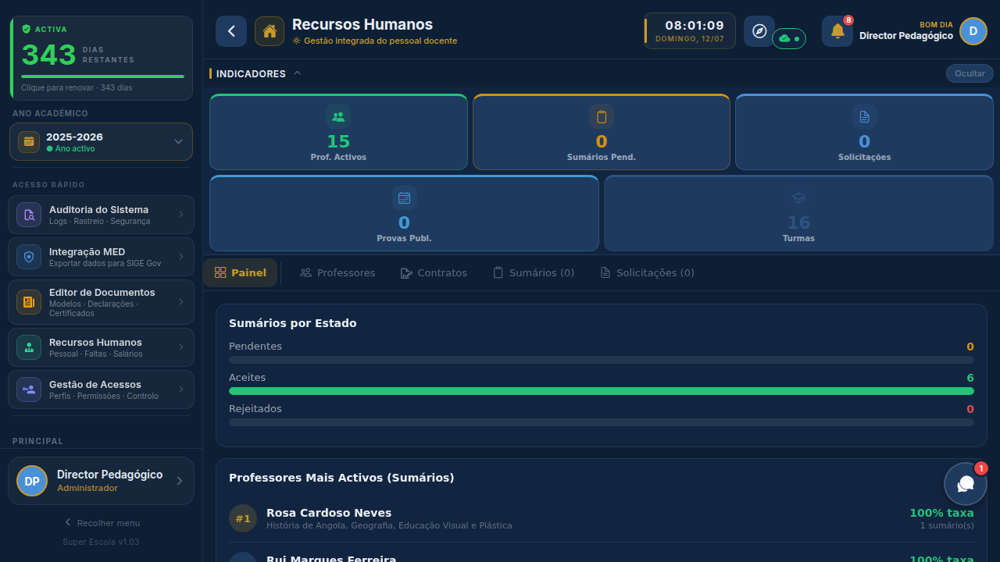 ACTIVA
343
DIAS
RESTANTES
Clique para renovar · 343 dias
ANO ACADÉMICO
2025-2026
Ano activo
ACESSO RÁPIDO
Auditoria do Sistema
Logs · Rastreio · Segurança
Integração MED
Exportar dados para SIGE Gov
Editor de Documentos
Modelos · Declarações ·
Certificados
Recursos Humanos
Pessoal · Faltas · Salários
Gestão de Acessos
Perfis · Permissões · Controlo
PRINCIPAL
DP
Director Pedagógico
Administrador
Recolher menu
Super Escola v1.03
Recursos Humanos
Gestão integrada do pessoal docente
08:01:09
DOMINGO, 12/07
8
BOM DIA
Director Pedagógico
D
INDICADORES
Ocultar
15
Prof. Activos
0
Sumários Pend.
0
Solicitações
0
Provas Publ.
16
Turmas
Painel
Professores
Contratos
Sumários (0)
Solicitações (0)
Sumários por Estado
Pendentes
0
Aceites
6
Rejeitados
0
Professores Mais Activos (Sumários)
1
#1
Rosa Cardoso Neves
100% taxa
História de Angola, Geografia, Educação Visual e Plástica
1 sumário(s)
Rui Marques Ferreira
100% taxa